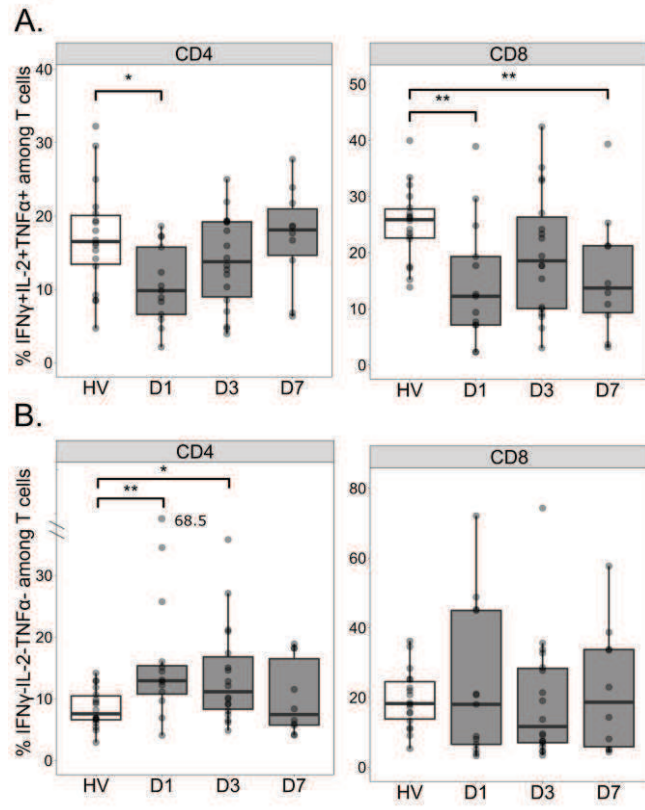 A.
CD4
CD8
% IFNγ+IL-2+TNFα+ among T cells
40
30
20
10
0
*
HV D1 D3 D7
50
40
30
20
10
0
**
**
HV D1 D3 D7
B.
CD4
CD8
% IFNγ-IL-2-TNFα- among T cells
30
20
10
0
*
**
68.5
HV D1 D3 D7
80
60
40
20
0
HV D1 D3 D7